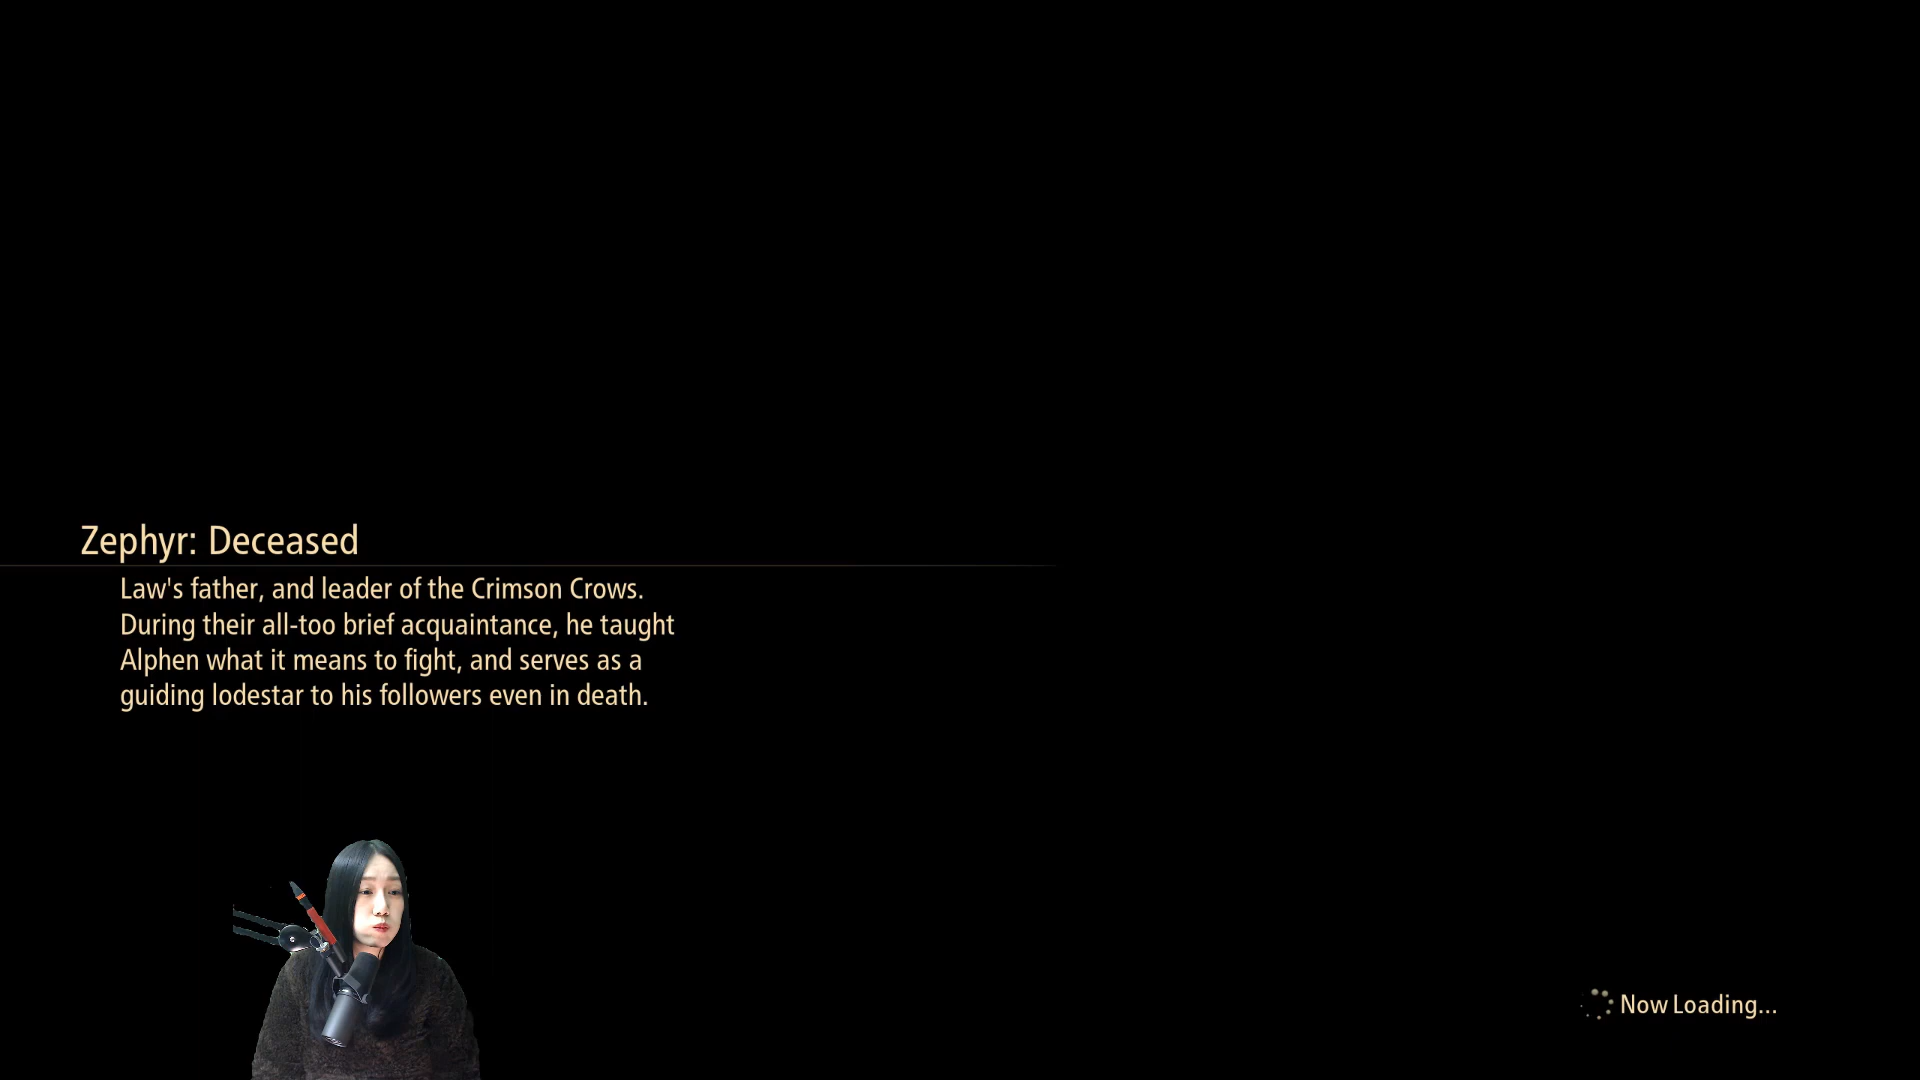 Zephyr: Deceased
Law's father, and leader of the Crimson Crows.
During their all-too brief acquaintance, he taught
Alphen what it means to fight, and serves as a
guiding lodestar to his followers even in death.
Now Loading...